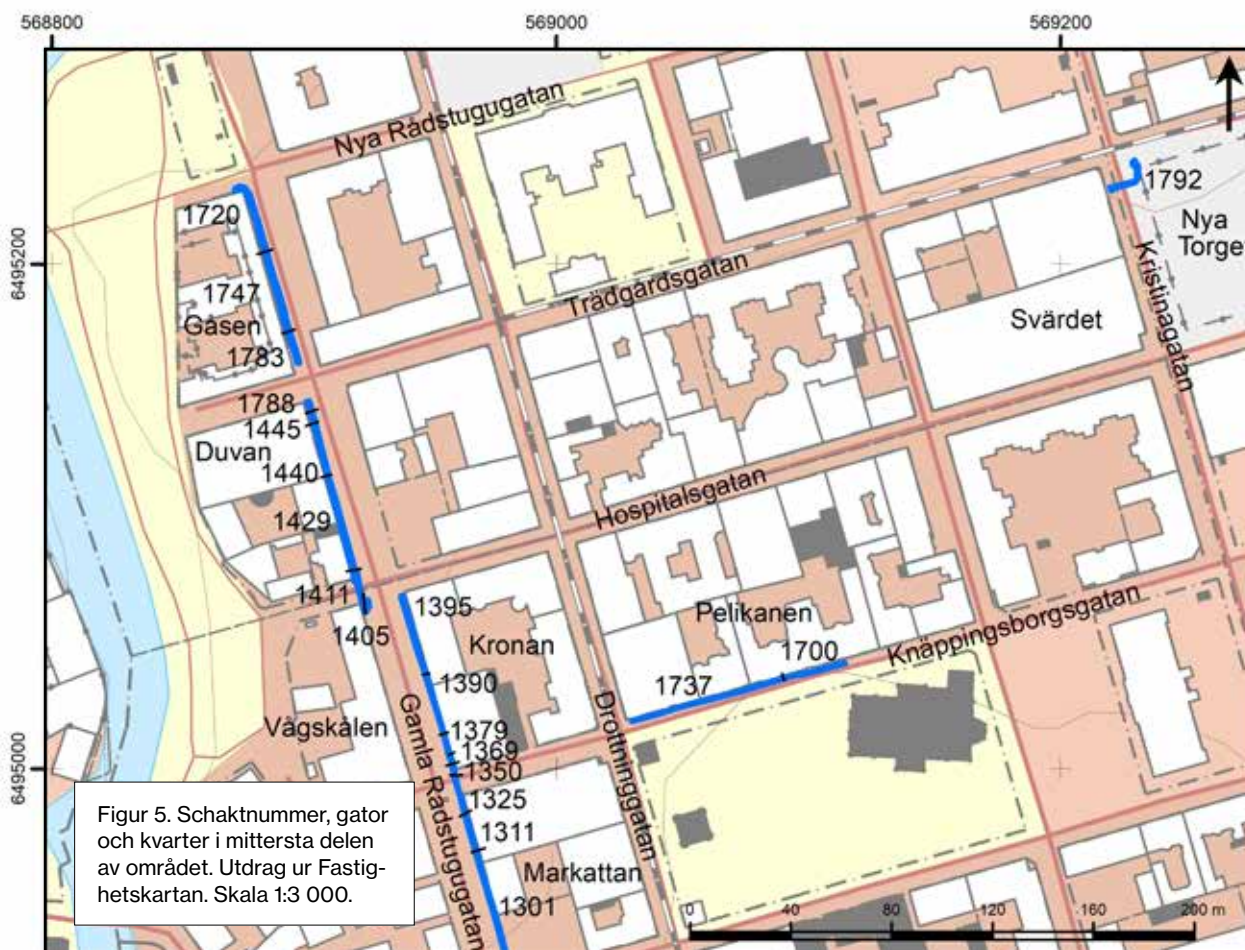 568800
569000
569200
6495200
6495000
Nya Rådstugugatan
1720
1792
Nya
Torge
1747
Gåsen
1783
Trädgårdsgatan
Kristinagatan
Svärdet
1788
1445
Duvan
1440
1429
Hospitalsgatan
1411
1405
1395
Kronan
Pelikanen
1700
Knäppingsborgsgatan
1737
1390
Vågskålen
Gamla Rådstugugatan
Drottninggatan
1379
1369
1350
1325
1311
Markattan
1301
Figur 5. Schaktnummer, gator
och kvarter i mittersta delen
av området. Utdrag ur Fastig-
hetskartan. Skala 1:3 000.
0 40 80 120 160 200 m